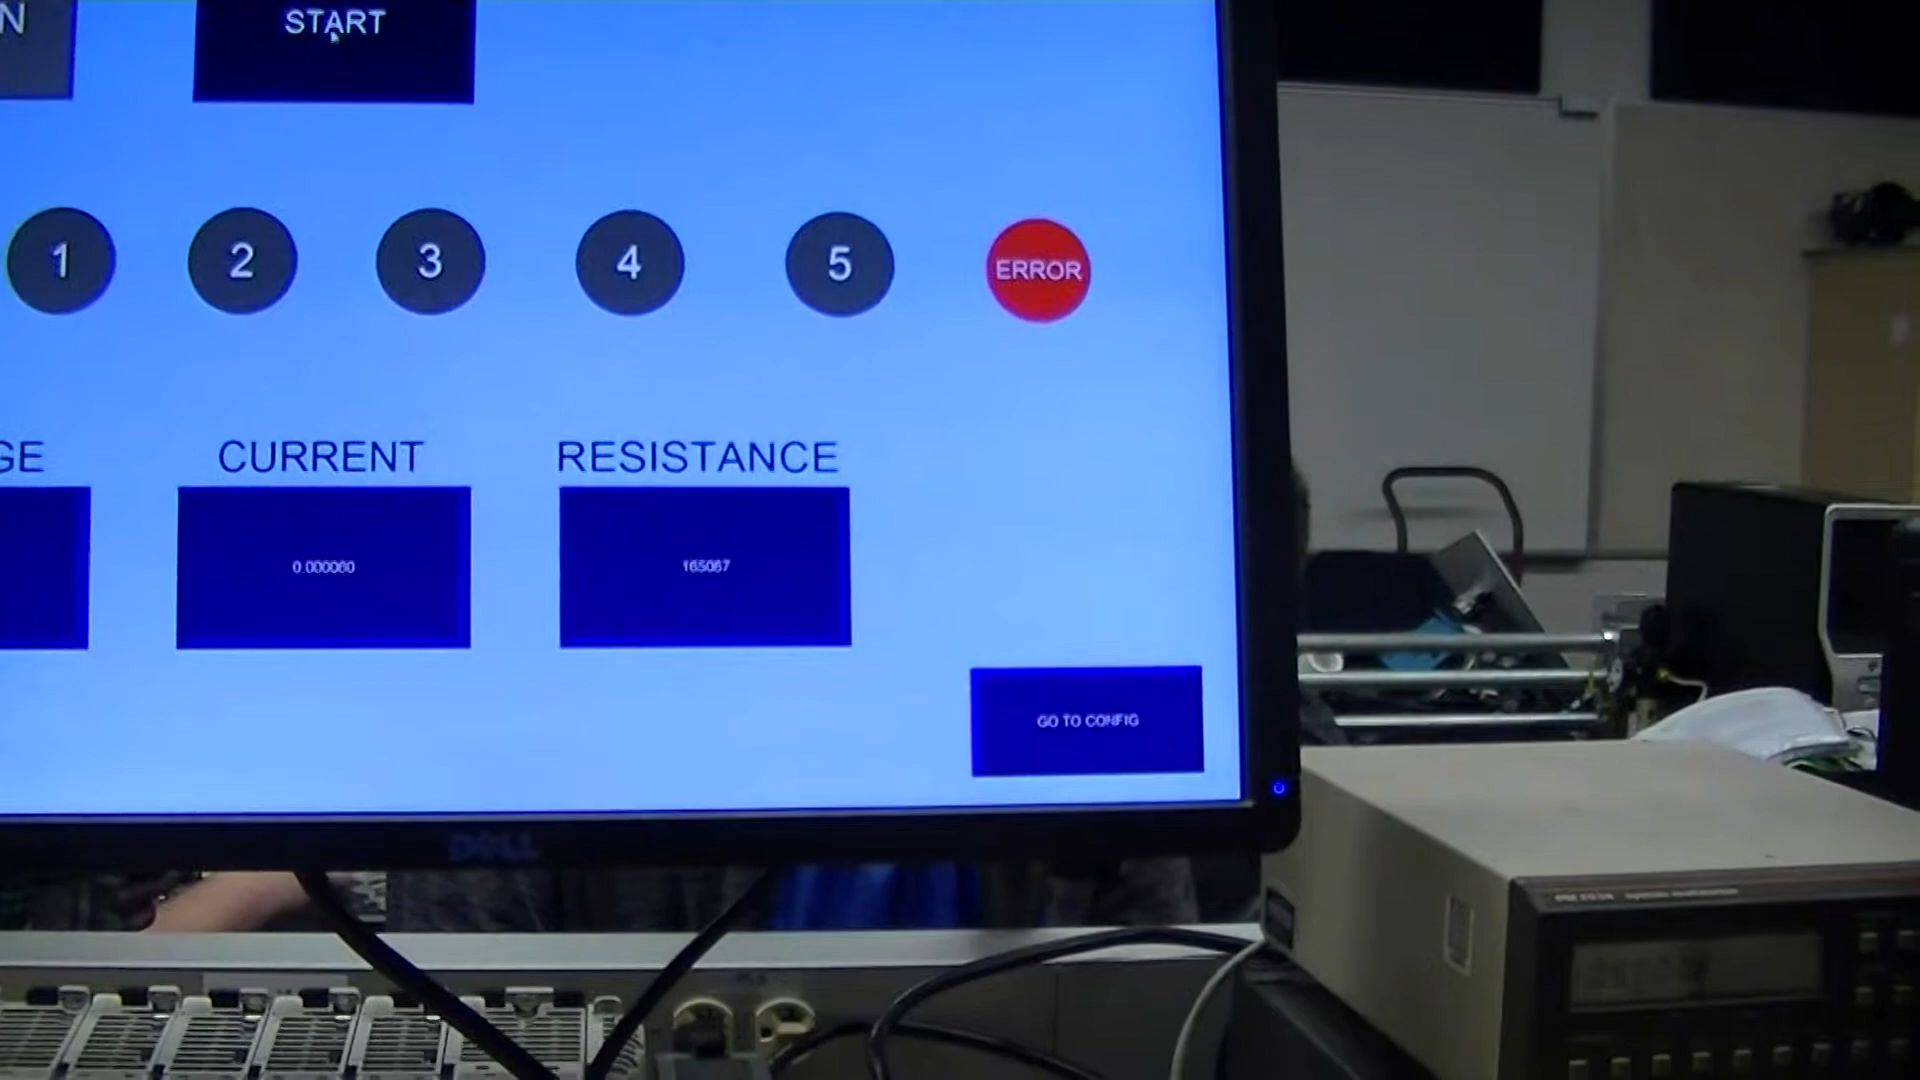 N
START
1 2 3 4 5 ERROR
GE CURRENT RESISTANCE
0.000060 165067
GO TO CONFIG
DELL